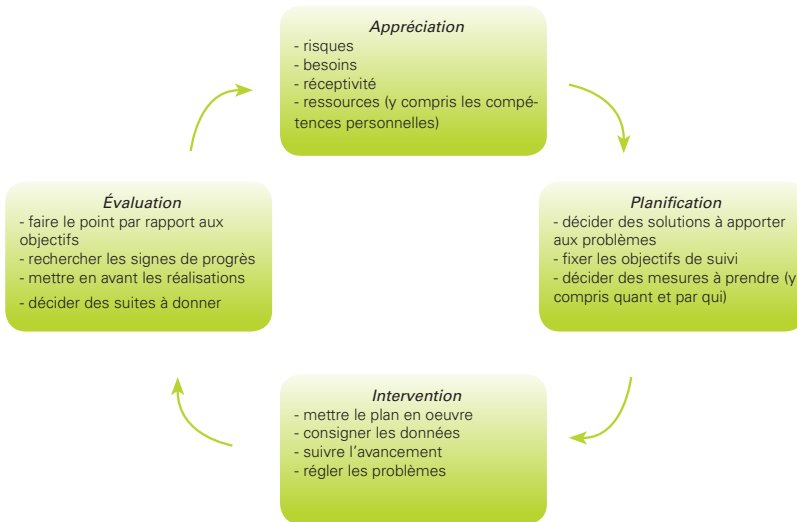 Appréciation
- risques
- besoins
- réceptivité
- ressources (y compris les compé-
tences personnelles)
Évaluation
- faire le point par rapport aux
objectifs
- rechercher les signes de progrès
- mettre en avant les réalisations
- décider des suites à donner
Planification
- décider des solutions à apporter
aux problèmes
- fixer les objectifs de suivi
- décider des mesures à prendre (y
compris quant et par qui)
Intervention
- mettre le plan en oeuvre
- consigner les données
- suivre l'avancement
- régler les problèmes